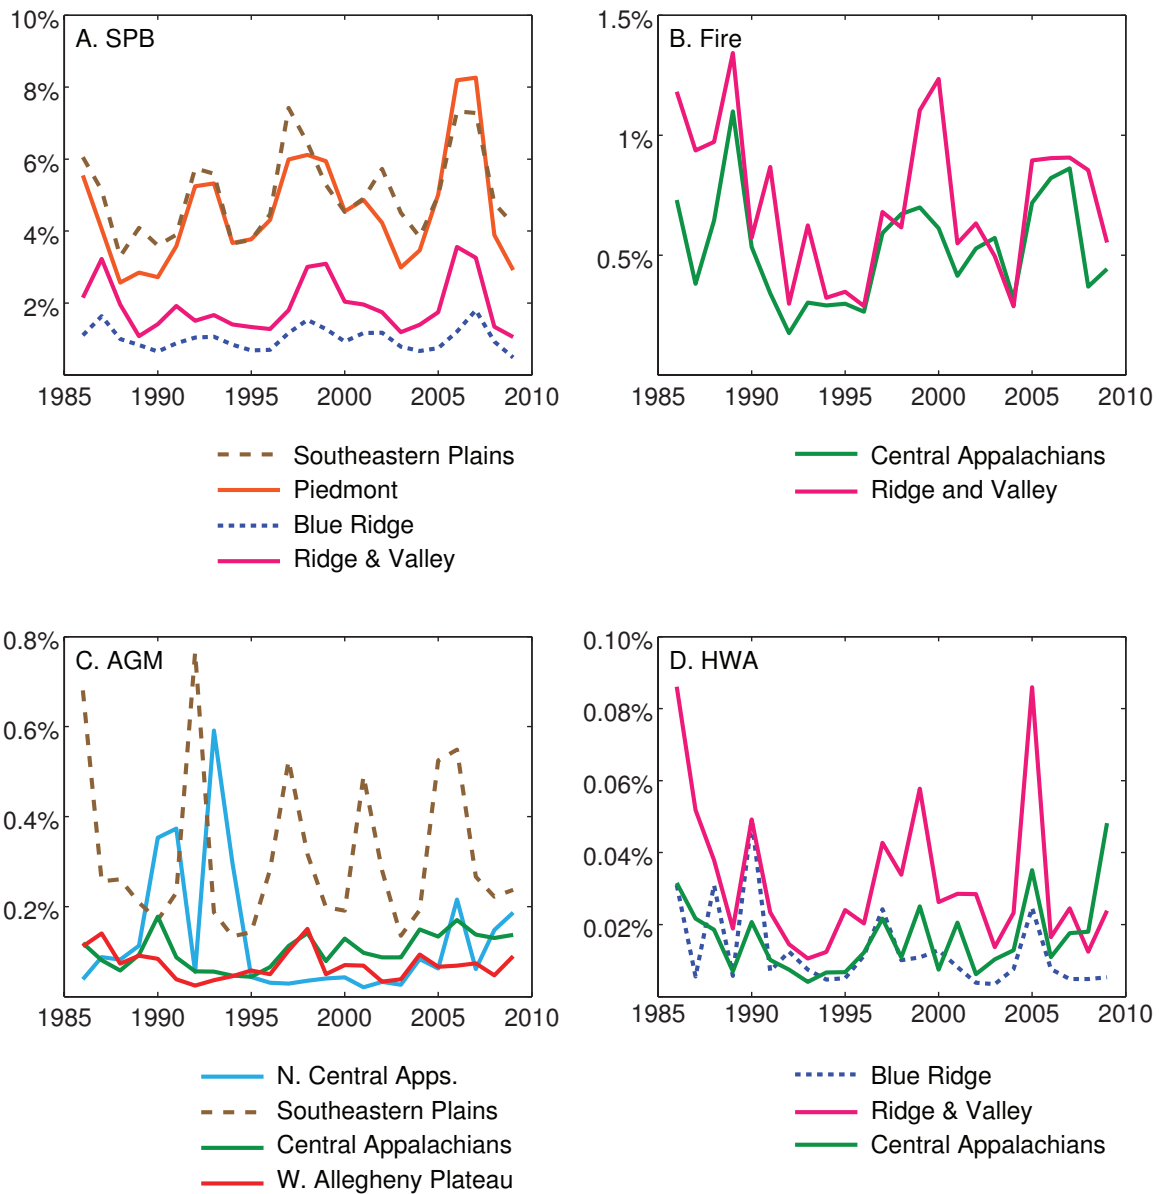 10%
8%
6%
4%
2%
A. SPB
1985 1990 1995 2000 2005 2010
Southeastern Plains
Piedmont
Blue Ridge
Ridge & Valley
1.5%
1%
0.5%
B. Fire
1985 1990 1995 2000 2005 2010
Central Appalachians
Ridge and Valley
0.8%
0.6%
0.4%
0.2%
C. AGM
1985 1990 1995 2000 2005 2010
N. Central Apps.
Southeastern Plains
Central Appalachians
W. Allegheny Plateau
0.10%
0.08%
0.06%
0.04%
0.02%
D. HWA
1985 1990 1995 2000 2005 2010
Blue Ridge
Ridge & Valley
Central Appalachians